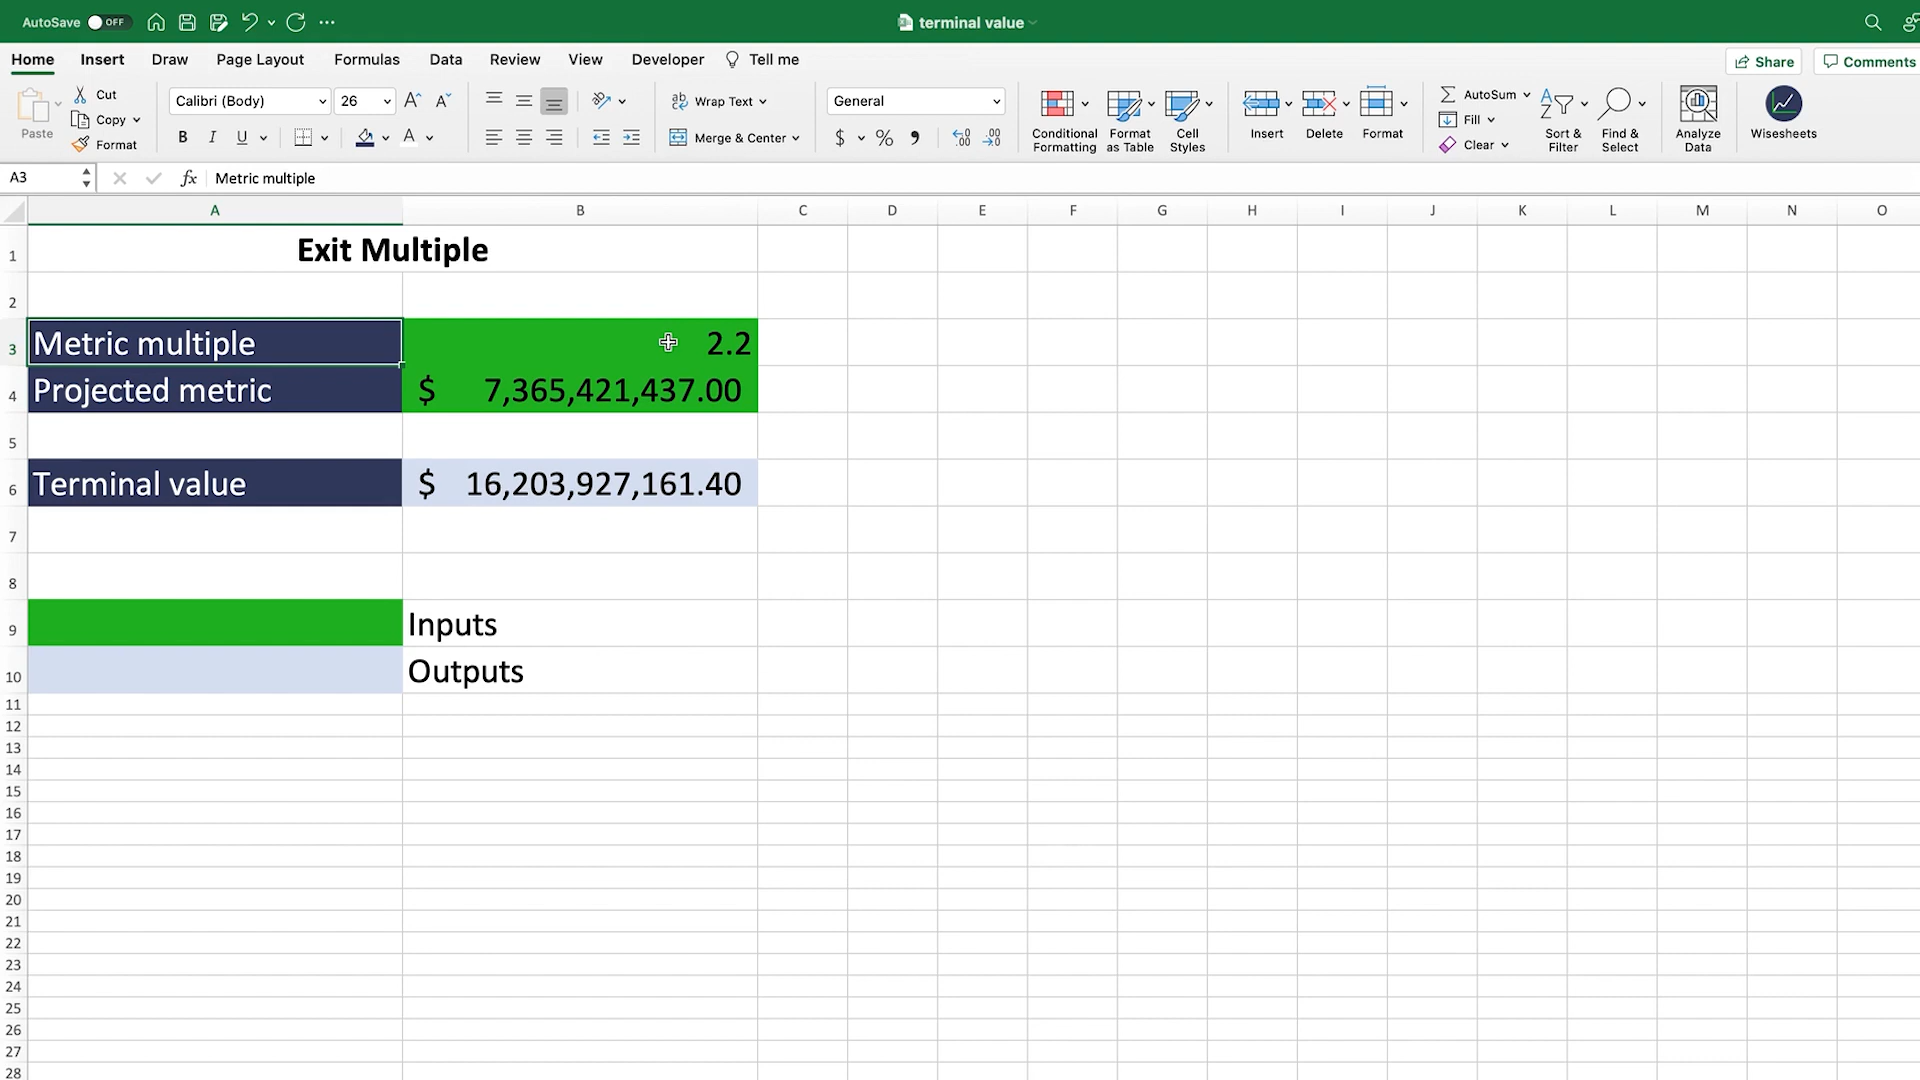 AutoSave OFF terminal value
Home Insert Draw Page Layout Formulas Data Review View Developer Tell me Share Comments
Paste Cut Copy Format
Calibri (Body) 26
B I U A
Wrap Text
Merge & Center
General
$ % ,
Conditional Formatting
Format as Table
Cell Styles
Insert Delete Format
AutoSum
Fill
Clear
Sort & Filter
Find & Select
Analyze Data
Wisesheets
A3 fx Metric multiple
A B C D E F G H I J K L M N O
1 Exit Multiple
2
3 Metric multiple 2.2
4 Projected metric $ 7,365,421,437.00
5
6 Terminal value $ 16,203,927,161.40
7
8
9 Inputs
10 Outputs
11
12
13
14
15
16
17
18
19
20
21
22
23
24
25
26
27
28